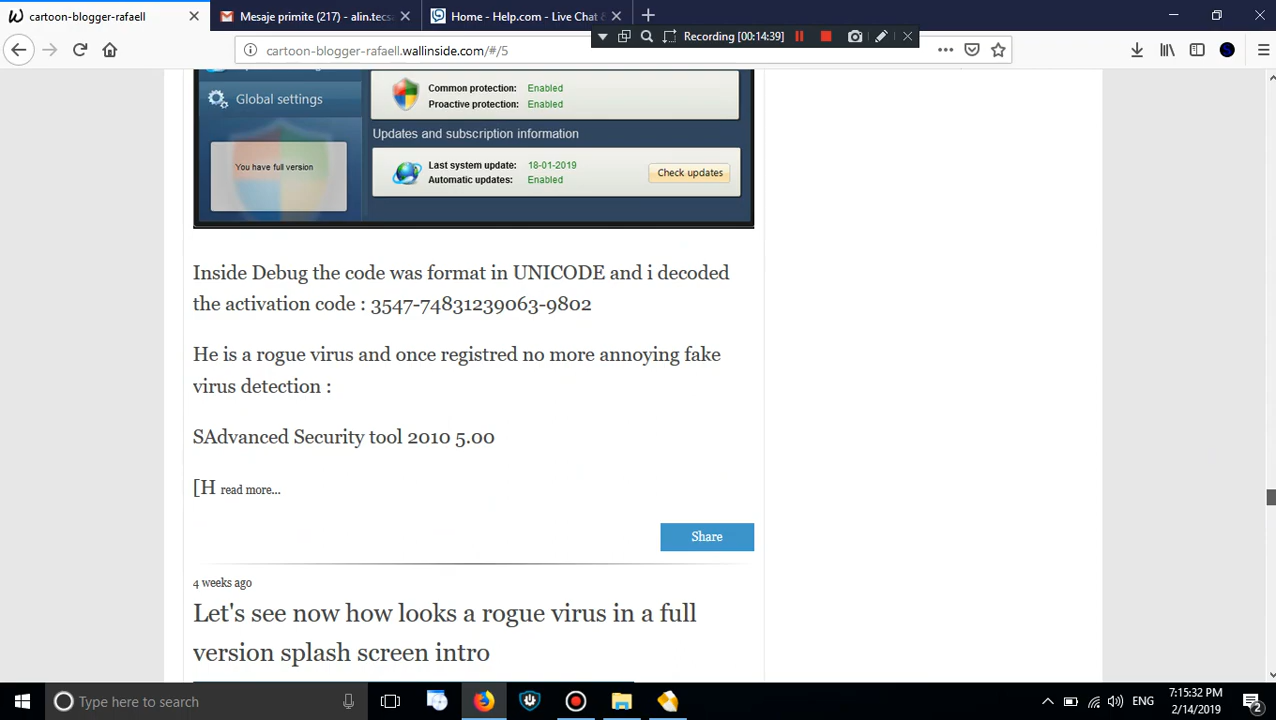 cartoon-blogger-rafaell
Mesaje primite (217) - alin.tecs
Home - Help.com - Live Chat &
Recording [00:14:39]
cartoon-blogger-rafaell.wallinside.com/#/5
Global settings
You have full version
Common protection: Enabled
Proactive protection: Enabled
Updates and subscription information
Last system update: 18-01-2019
Automatic updates: Enabled
Check updates
Inside Debug the code was format in UNICODE and i decoded
the activation code : 3547-74831239063-9802
He is a rogue virus and once registred no more annoying fake
virus detection :
SAdvanced Security tool 2010 5.00
[H read more...
Share
4 weeks ago
Let's see now how looks a rogue virus in a full
version splash screen intro
Type here to search
ENG
7:15:32 PM
2/14/2019
2